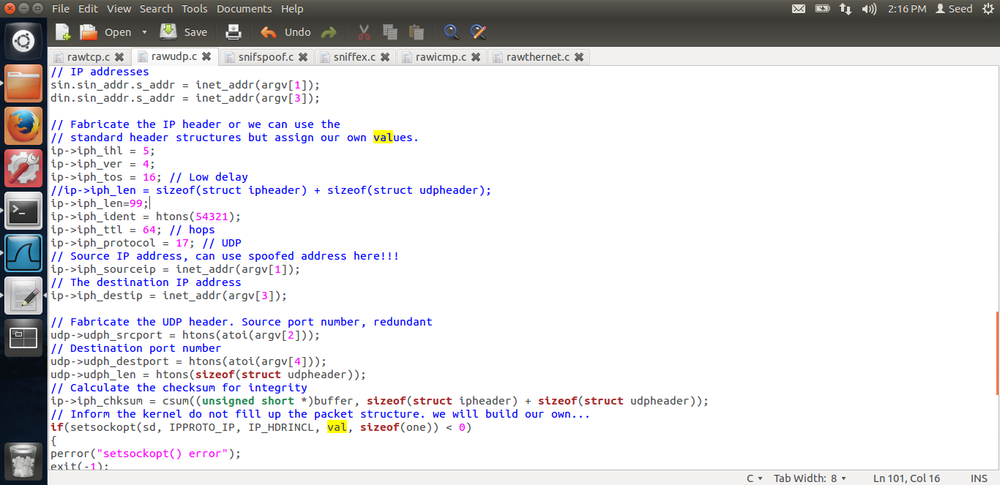 File Edit View Search Tools Documents Help 2:16 PM Seed
Open Save Undo
rawtcp.c rawudp.c snifspoof.c sniffex.c rawicmp.c rawthernet.c
// IP addresses
sin.sin_addr.s_addr = inet_addr(argv[1]);
din.sin_addr.s_addr = inet_addr(argv[3]);
// Fabricate the IP header or we can use the
// standard header structures but assign our own values.
ip->iph_ihl = 5;
ip->iph_ver = 4;
ip->iph_tos = 16; // Low delay
//ip->iph_len = sizeof(struct ipheader) + sizeof(struct udpheader);
ip->iph_len=99;
ip->iph_ident = htons(54321);
ip->iph_ttl = 64; // hops
ip->iph_protocol = 17; // UDP
// Source IP address, can use spoofed address here!!!
ip->iph_sourceip = inet_addr(argv[1]);
// The destination IP address
ip->iph_destip = inet_addr(argv[3]);
// Fabricate the UDP header. Source port number, redundant
udp->udph_srcport = htons(atoi(argv[2]));
// Destination port number
udp->udph_destport = htons(atoi(argv[4]));
udp->udph_len = htons(sizeof(struct udpheader));
// Calculate the checksum for integrity
ip->iph_chksum = csum((unsigned short *)buffer, sizeof(struct ipheader) + sizeof(struct udpheader));
// Inform the kernel do not fill up the packet structure. we will build our own...
if(setsockopt(sd, IPPROTO_IP, IP_HDRINCL, val, sizeof(one)) < 0)
{
perror("setsockopt() error");
exit(-1);
C Tab Width: 8 Ln 101, Col 16 INS